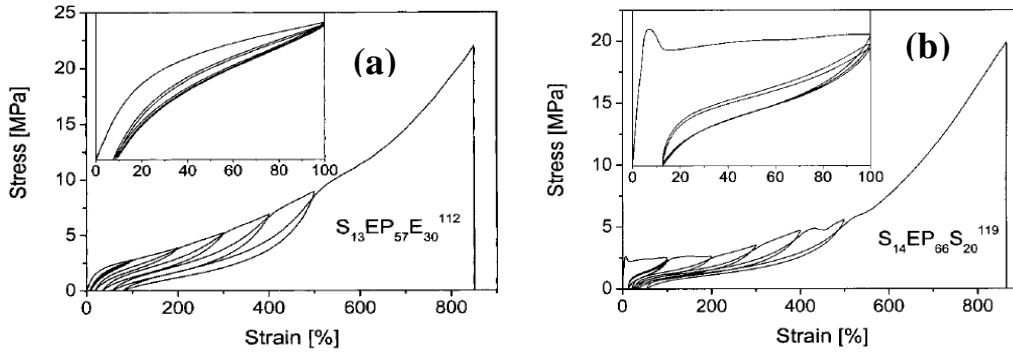 25
20
15
10
5
0
Stress [MPa]
0 20 40 60 80 100
(a)
S₁₃EP₅₇E₃₀¹¹²
0 200 400 600 800
Strain [%]
20
15
10
5
0
Stress [MPa]
0 20 40 60 80 100
(b)
S₁₄EP₆₆S₂₀¹¹⁹
0 200 400 600 800
Strain [%]